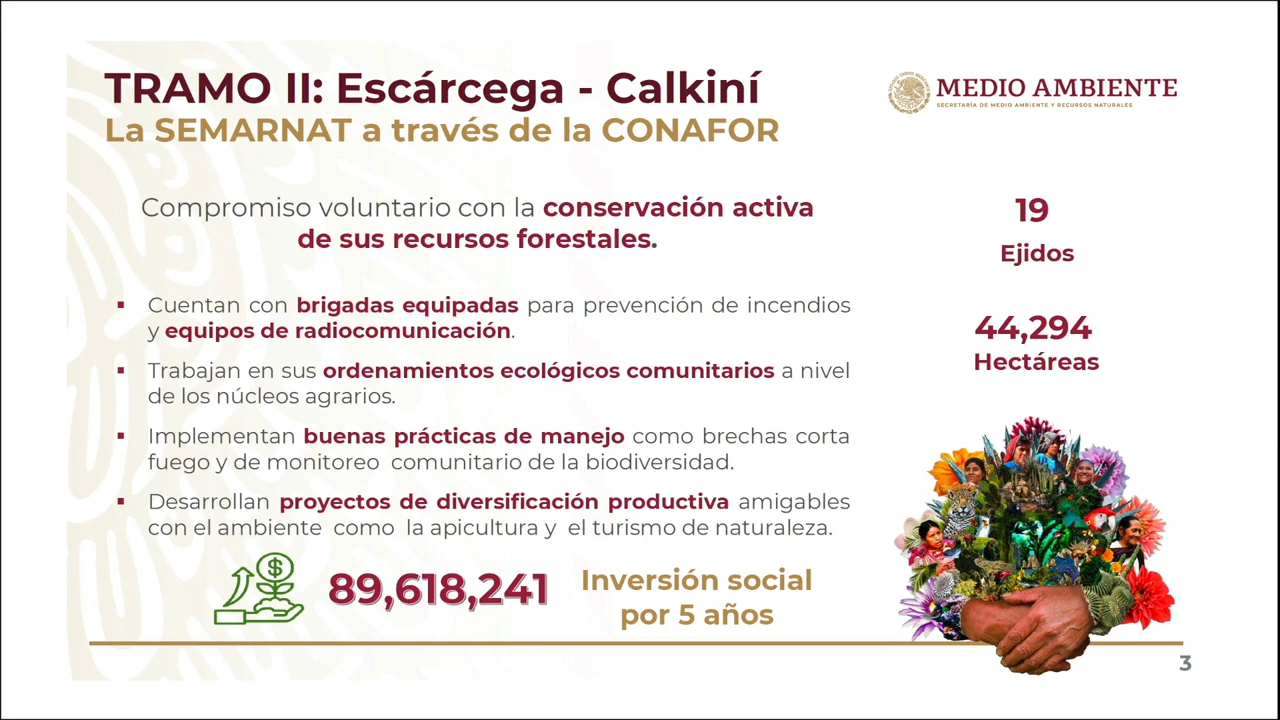 TRAMO II: Escárcega - Calkiní
La SEMARNAT a través de la CONAFOR
MEDIO AMBIENTE
SECRETARÍA DE MEDIO AMBIENTE Y RECURSOS NATURALES
Compromiso voluntario con la conservación activa
de sus recursos forestales.
▪ Cuentan con brigadas equipadas para prevención de incendios
y equipos de radiocomunicación.
▪ Trabajan en sus ordenamientos ecológicos comunitarios a nivel
de los núcleos agrarios.
▪ Implementan buenas prácticas de manejo como brechas corta
fuego y de monitoreo comunitario de la biodiversidad.
▪ Desarrollan proyectos de diversificación productiva amigables
con el ambiente como la apicultura y el turismo de naturaleza.
19
Ejidos
44,294
Hectáreas
$
89,618,241
Inversión social
por 5 años
3